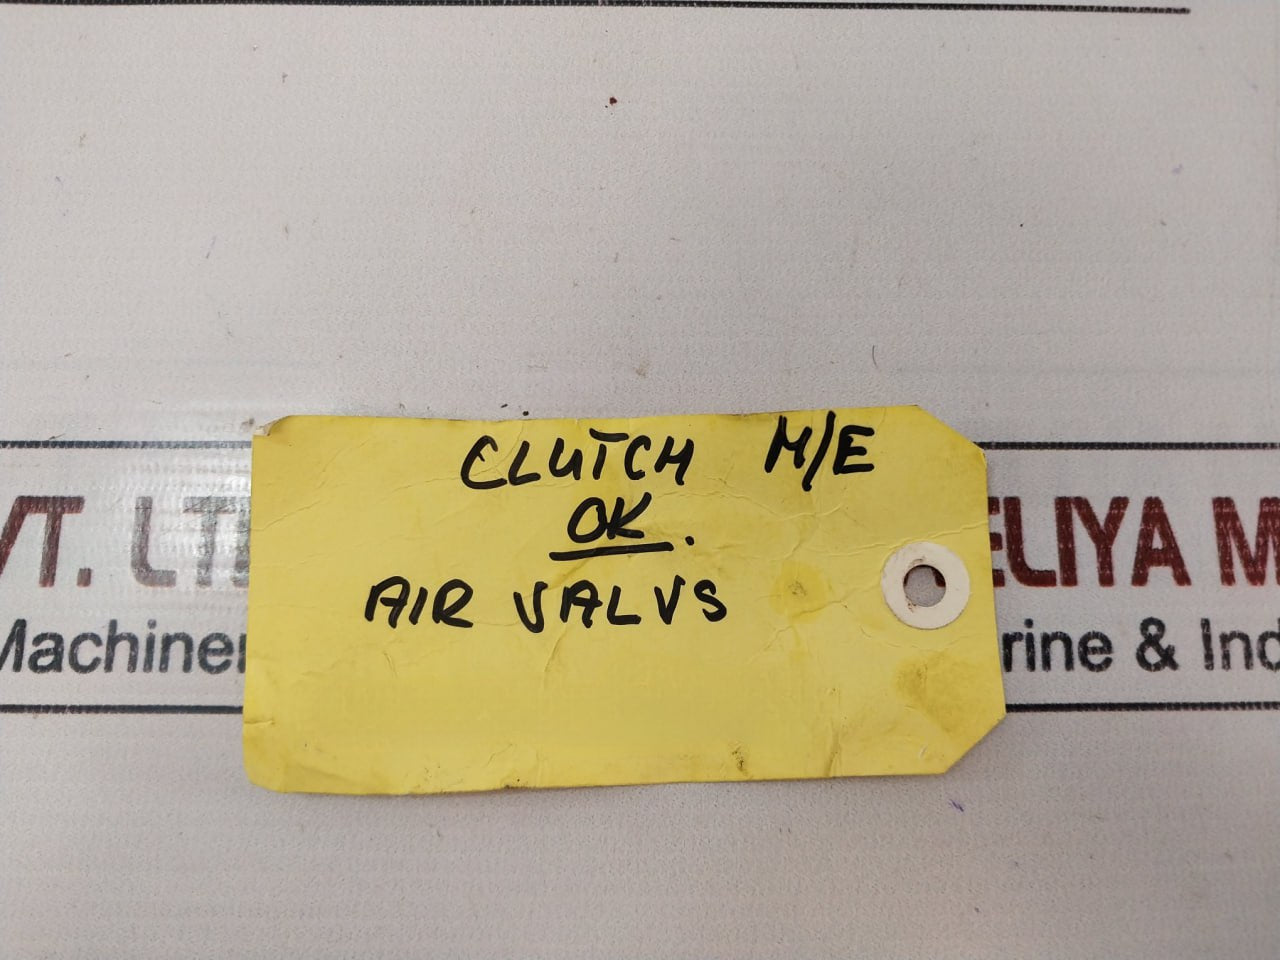 CLUTCH M/E
OK.
AIR VALVS
VT. LT ELIYA M
Machiner rine & Ind